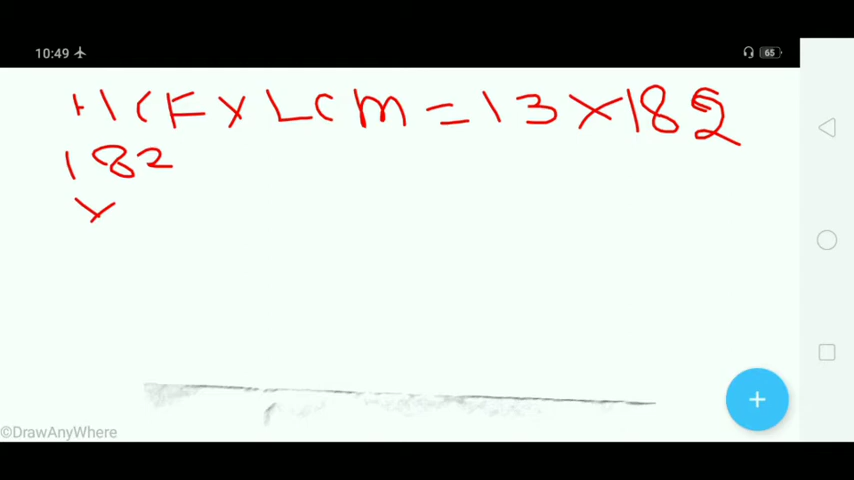 10:49
65
HCF X LCM = 13 X 182
182
X
©DrawAnyWhere